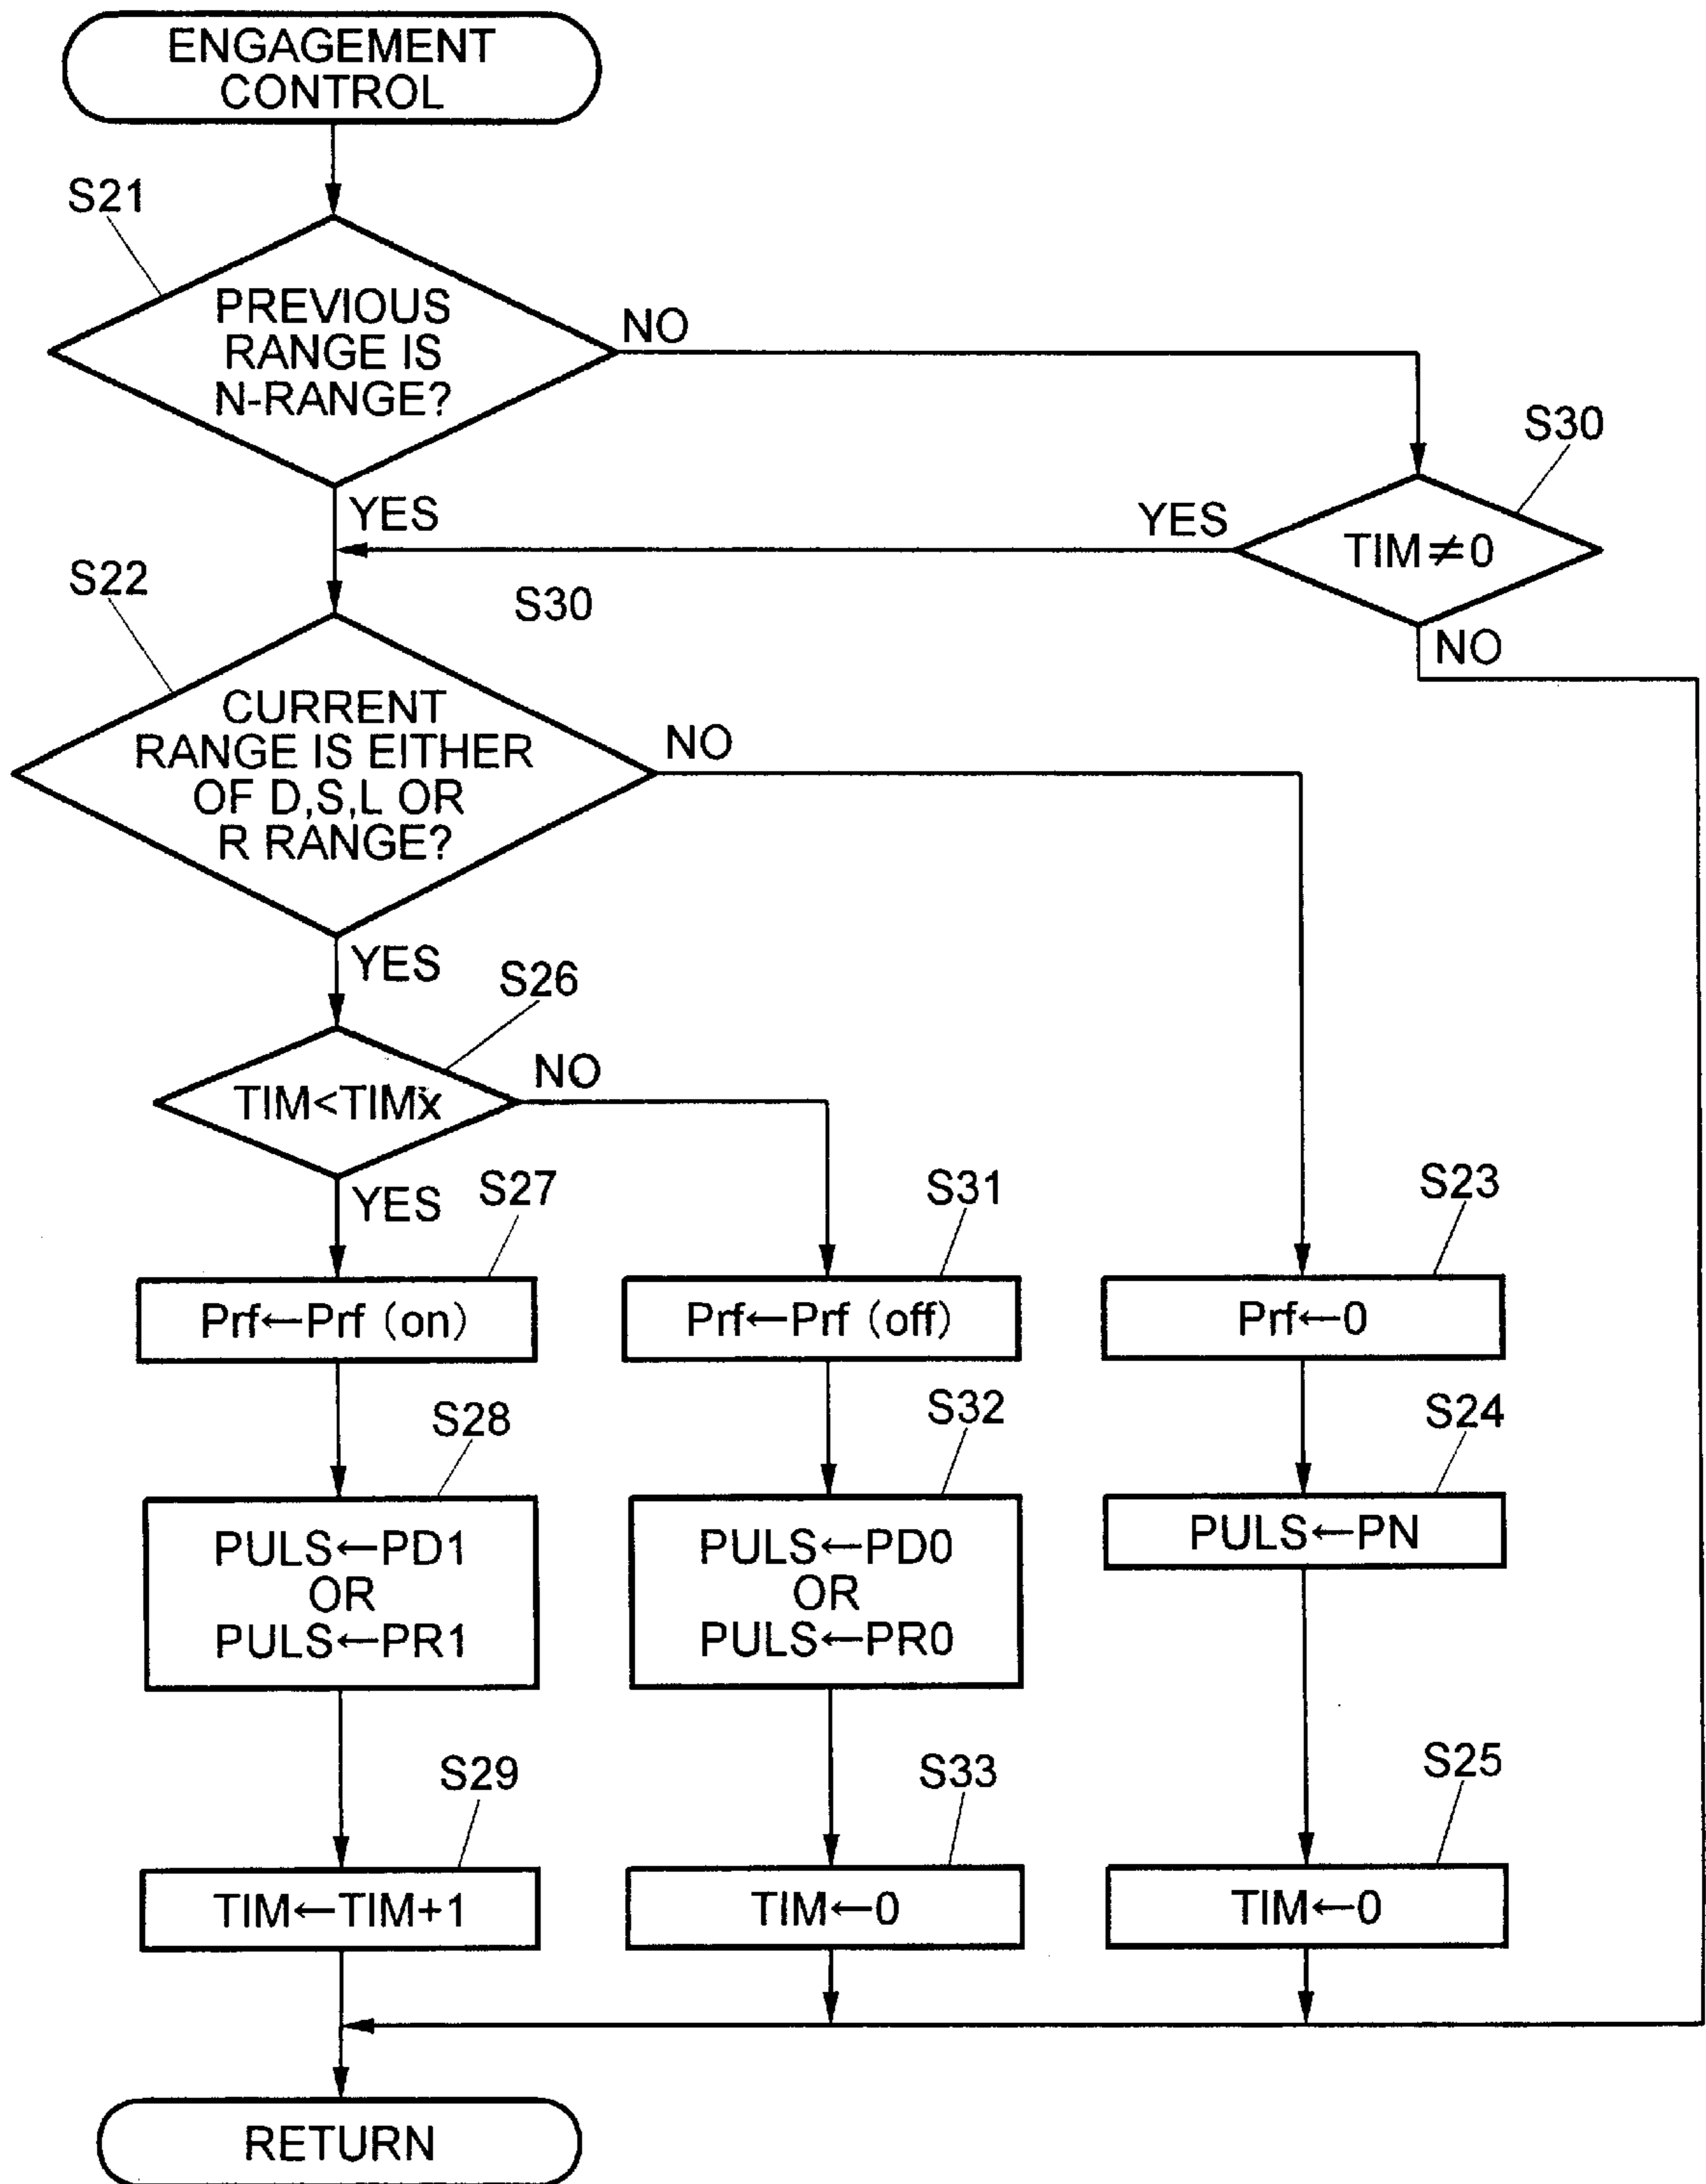 ENGAGEMENT
CONTROL
S21
PREVIOUS
RANGE IS
N-RANGE?
NO
S30
YES
YES
TIM≠0
S22
S30
NO
CURRENT
RANGE IS EITHER
OF D,S,L OR
R RANGE?
NO
YES
S26
TIM<TIMx
NO
YES
S27
S31
S23
Prf←Prf (on)
Prf←Prf (off)
Prf←0
S28
S32
S24
PULS←PD1
OR
PULS←PR1
PULS←PD0
OR
PULS←PR0
PULS←PN
S29
S33
S25
TIM←TIM+1
TIM←0
TIM←0
RETURN